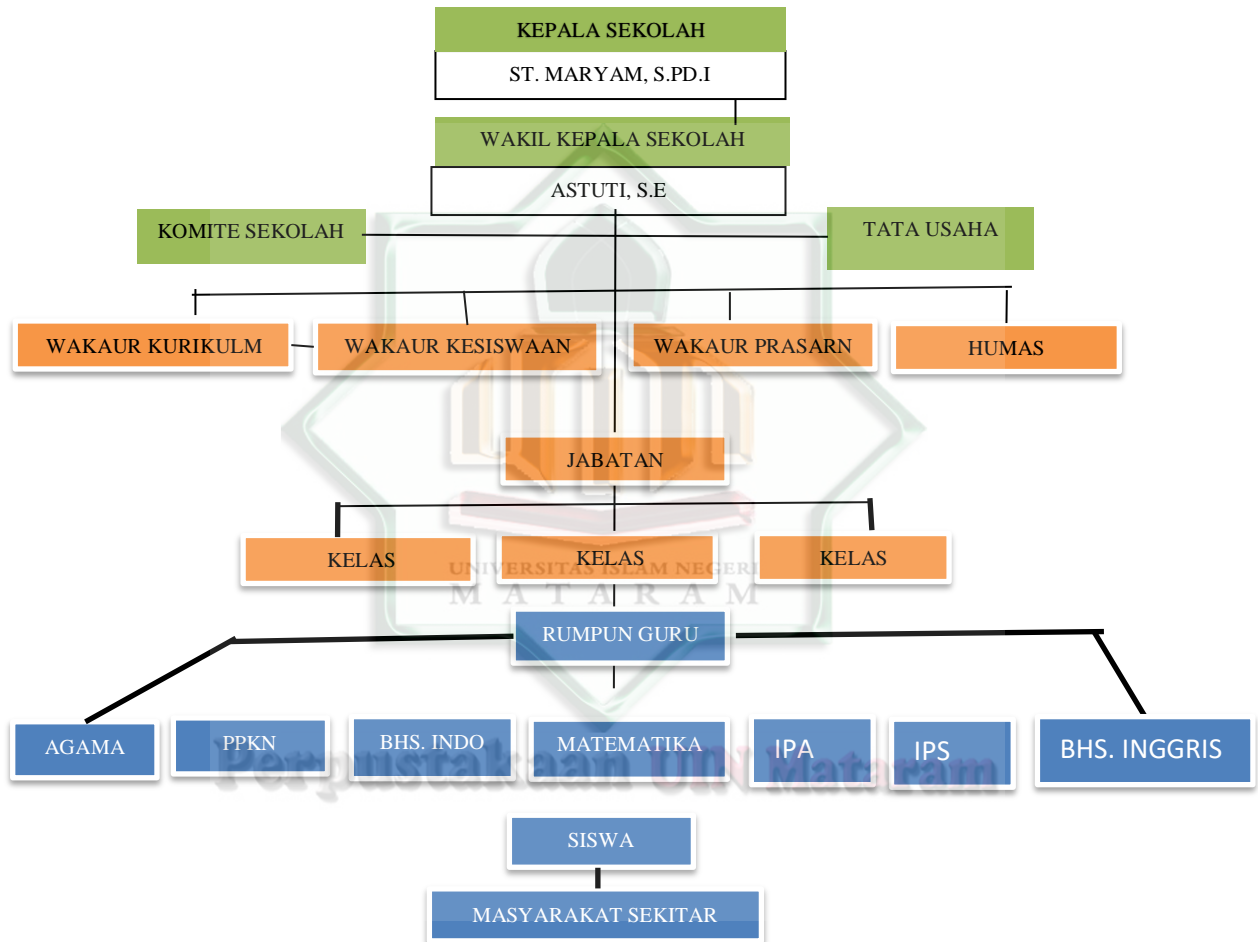 KEPALA SEKOLAH
ST. MARYAM, S.PD.I
WAKIL KEPALA SEKOLAH
ASTUTI, S.E
KOMITE SEKOLAH
TATA USAHA
WAKAUR KURIKULM
WAKAUR KESISWAAN
WAKAUR PRASARN
HUMAS
JABATAN
KELAS
KELAS
KELAS
UNIVERSITAS ISLAM NEGERI
MATARAM
RUMPUN GURU
AGAMA
PPKN
BHS. INDO
MATEMATIKA
IPA
IPS
BHS. INGGRIS
Perpustakaan UIN Mataram
SISWA
MASYARAKAT SEKITAR